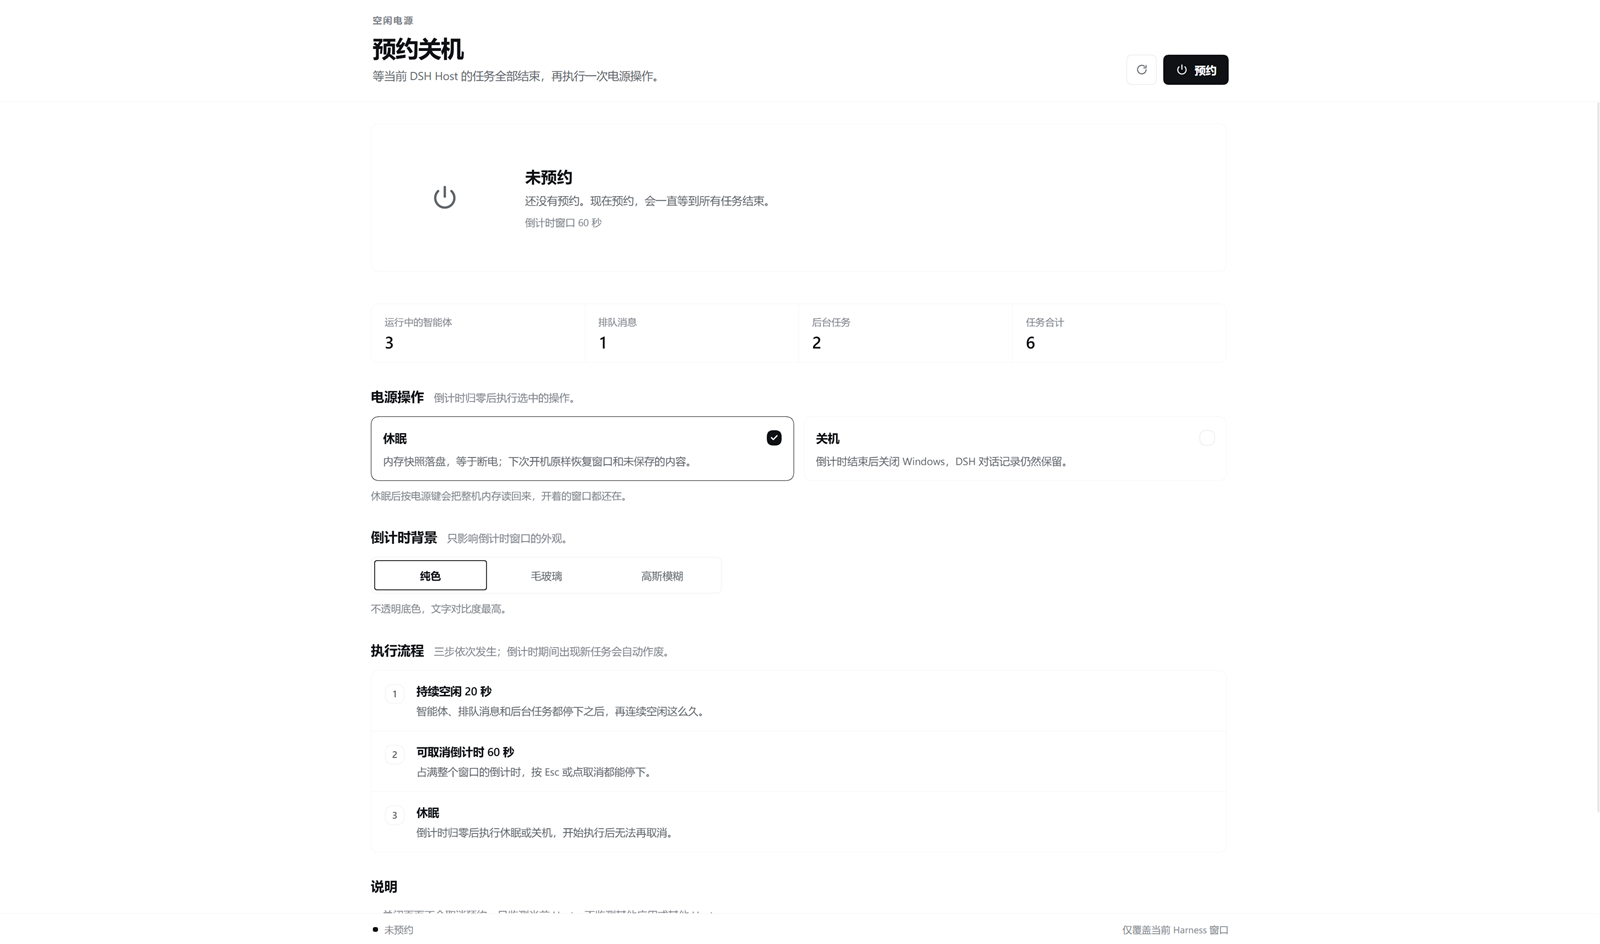 空闲电源
预约关机
等当前 DSH Host 的任务全部结束，再执行一次电源操作。
预约
未预约
还没有预约。现在预约，会一直等到所有任务结束。
倒计时窗口 60 秒
运行中的智能体
3
排队消息
1
后台任务
2
任务合计
6
电源操作 倒计时归零后执行选中的操作。
休眠
内存快照落盘，等于断电；下次开机原样恢复窗口和未保存的内容。
关机
倒计时结束后关闭 Windows，DSH 对话记录仍然保留。
休眠后按电源键会把整机内存读回来，开着的窗口都还在。
倒计时背景 只影响倒计时窗口的外观。
纯色 毛玻璃 高斯模糊
不透明底色，文字对比度最高。
执行流程 三步依次发生；倒计时期间出现新任务会自动作废。
1 持续空闲 20 秒
智能体、排队消息和后台任务都停下之后，再连续空闲这么久。
2 可取消倒计时 60 秒
占满整个窗口的倒计时，按 Esc 或点取消都能停下。
3 休眠
倒计时归零后执行休眠或关机，开始执行后无法再取消。
说明
未预约
仅覆盖当前 Harness 窗口